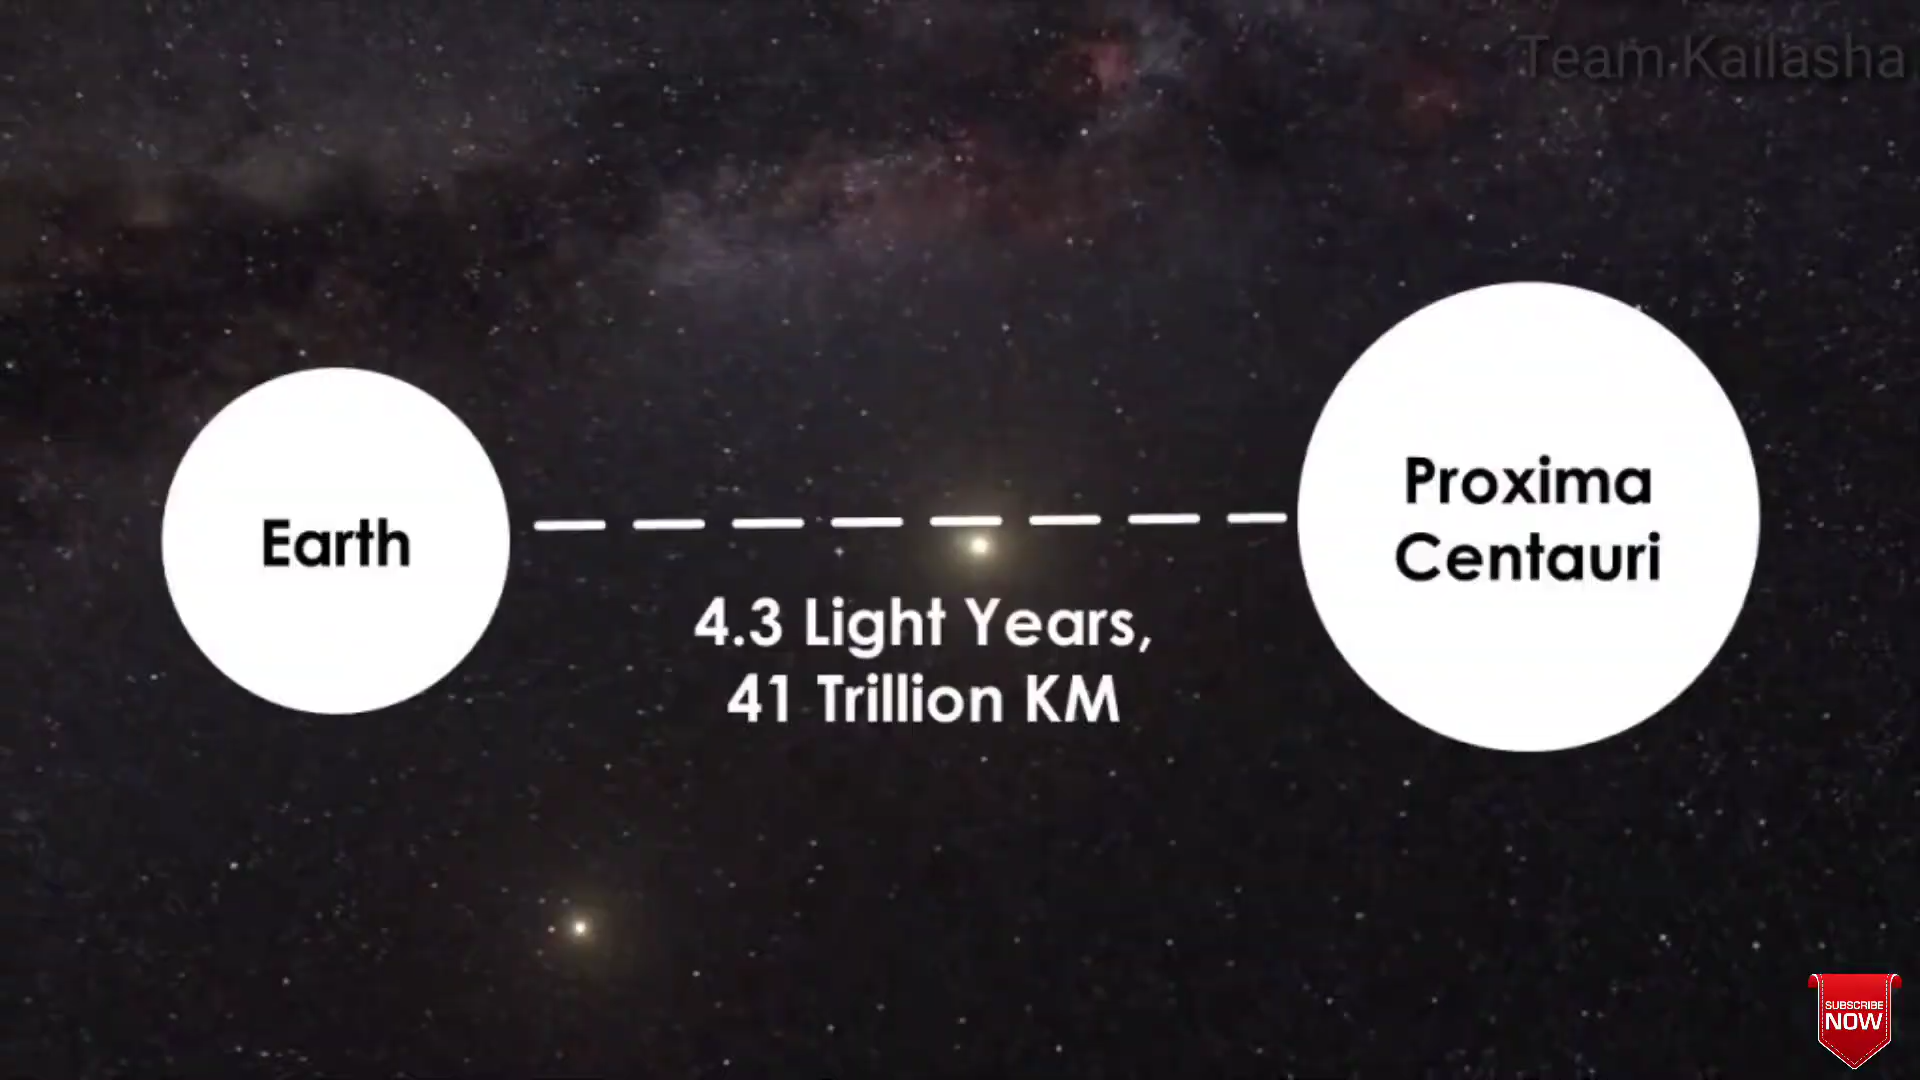 Team Kailasha
Earth
Proxima
Centauri
4.3 Light Years,
41 Trillion KM
SUBSCRIBE
NOW